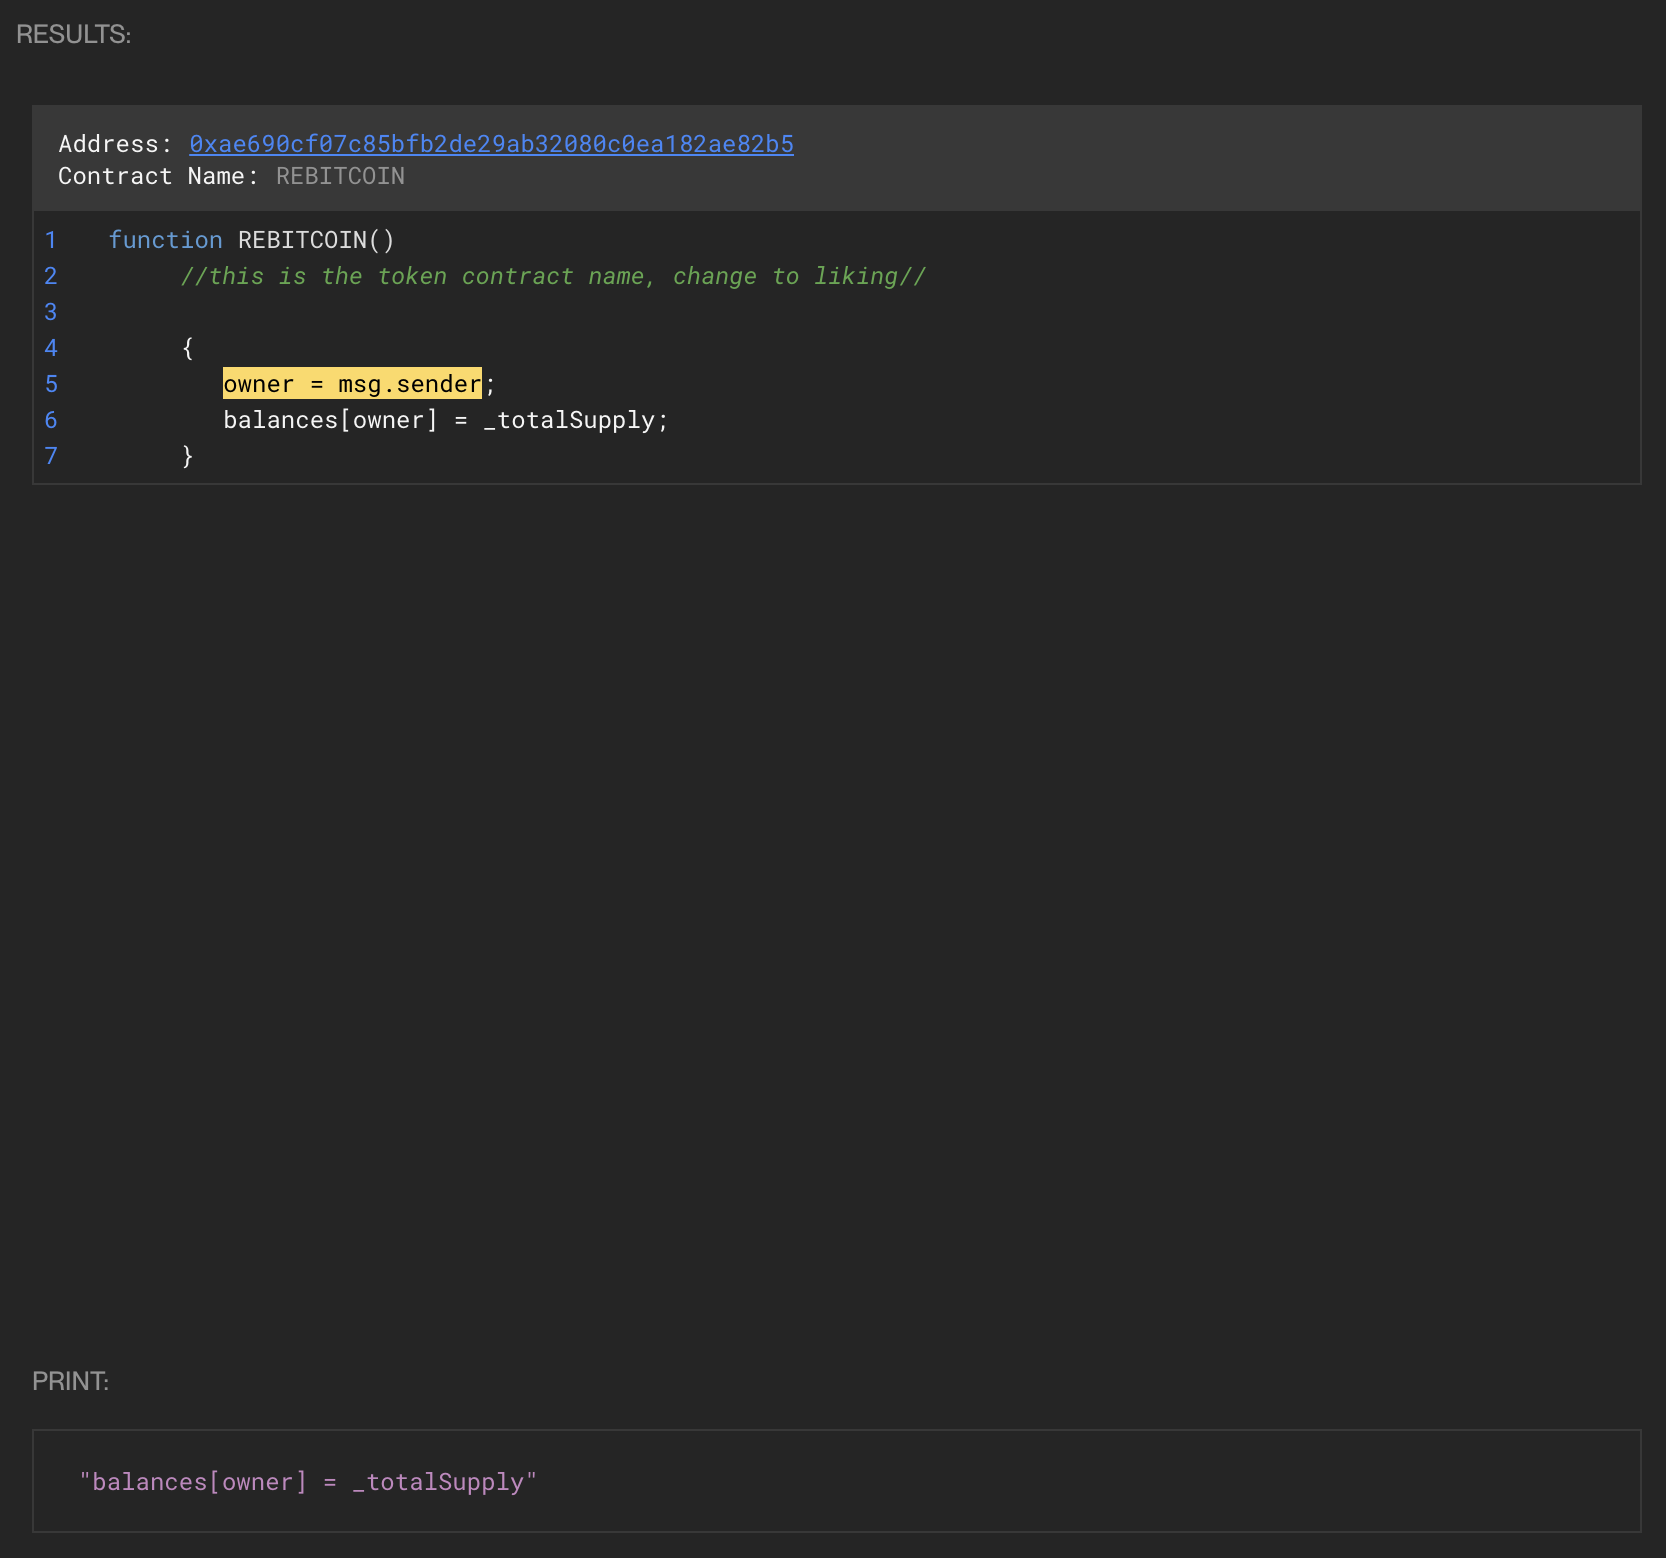 RESULTS:
Address: 0xae690cf07c85bfb2de29ab32080c0ea182ae82b5
Contract Name: REBITCOIN
1 function REBITCOIN()
2 //this is the token contract name, change to liking//
3
4 {
5 owner = msg.sender;
6 balances[owner] = _totalSupply;
7 }
PRINT:
"balances[owner] = _totalSupply"